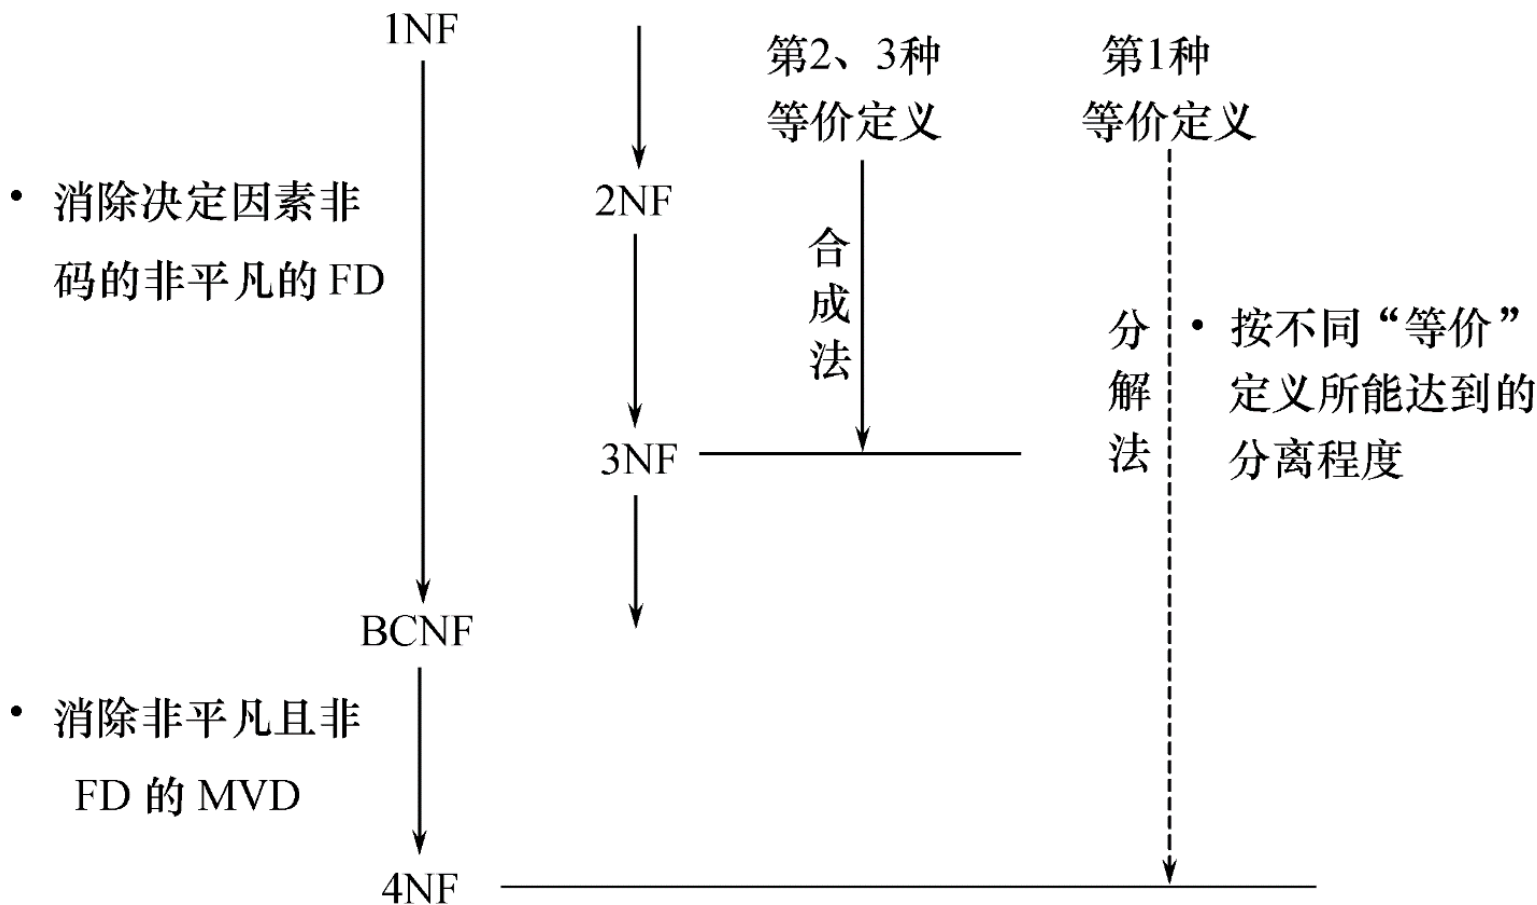 1NF
第2、3种
等价定义
第1种
等价定义
• 消除决定因素非
码的非平凡的 FD
2NF
合成法
分解法
• 按不同“等价”
定义所能达到的
分离程度
3NF
BCNF
• 消除非平凡且非
FD 的 MVD
4NF